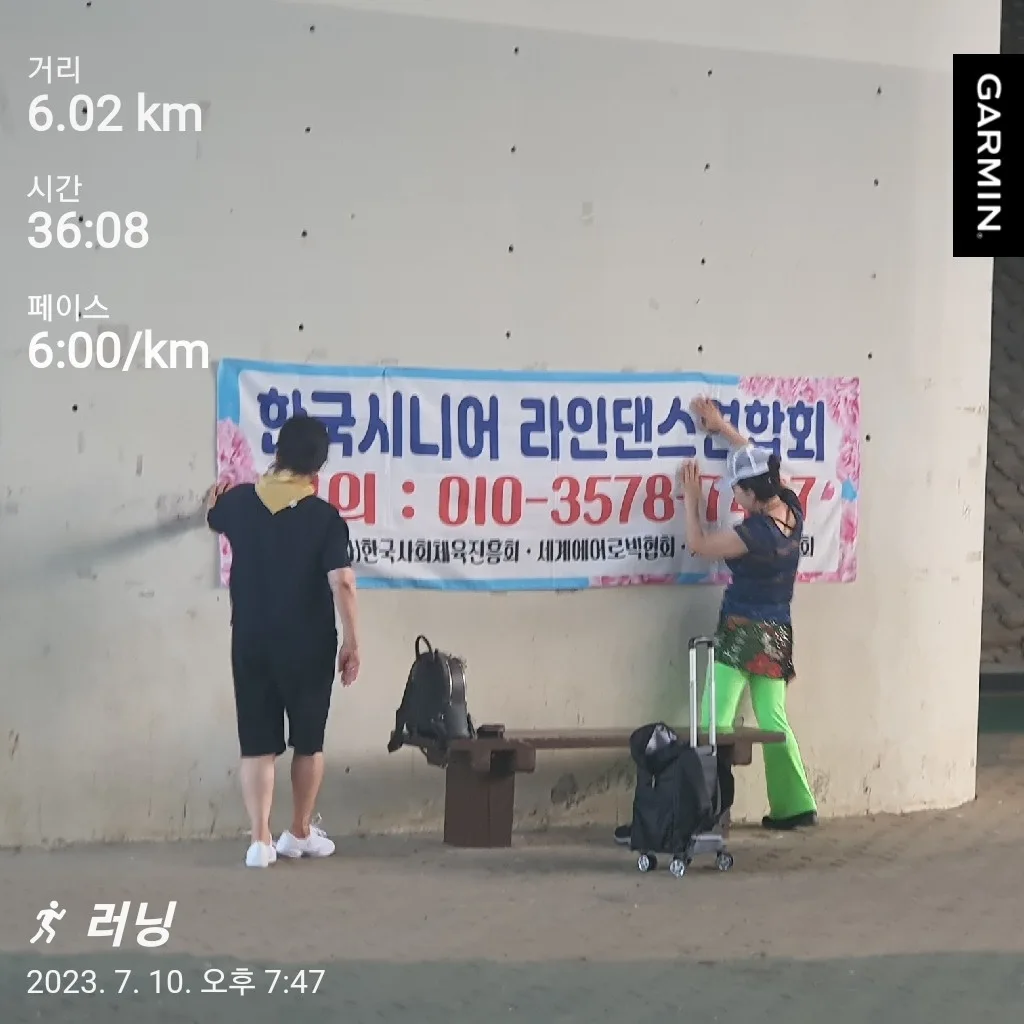 거리
6.02 km
시간
36:08
페이스
6:00/km
GARMIN
한국시니어 라인댄스연합회
: 010-3578-
한국사회체육진흥회 · 세계에어로빅협회 ·
러닝
2023. 7. 10. 오후 7:47